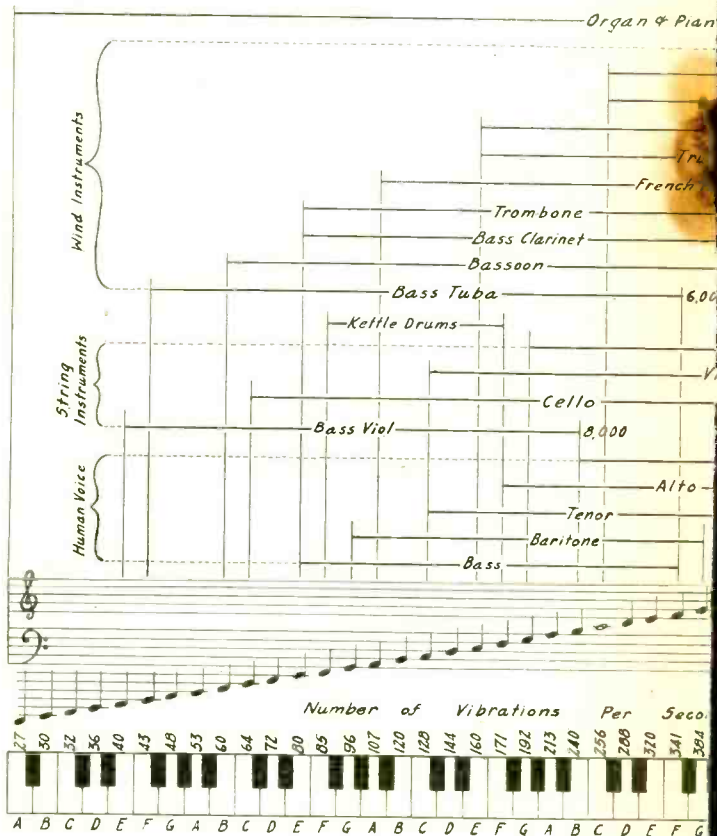 Organ & Pian
Wind Instruments
Tru
French
Trombone
Bass Clarinet
Bassoon
Bass Tuba
6,00
Kettle Drums
String
Instruments
V
Cello
Bass Viol
8,000
Human Voice
Alto
Tenor
Baritone
Bass
Number of Vibrations Per Secon
27 30 32 36 40 43 48 53 60 64 72 80 85 96 107 120 128 144 160 171 192 213 240 256 288 320 341 384
A B C D E F G A B C D E F G A B C D E F G A B C D E F G